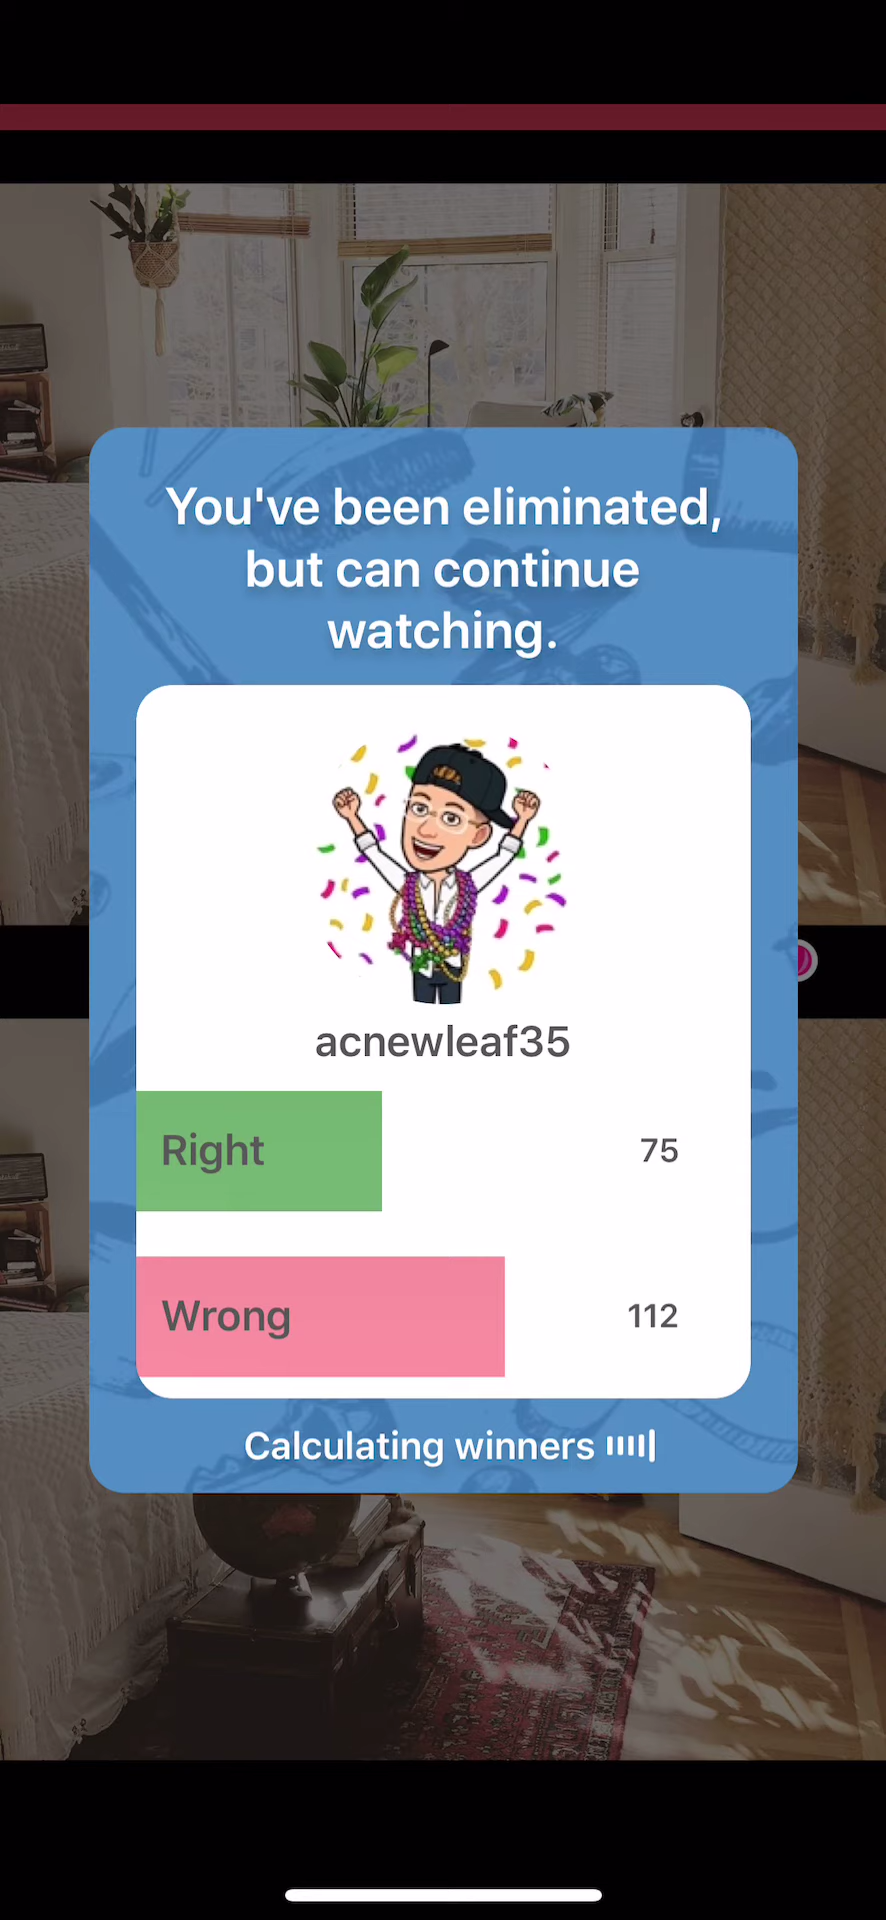 You've been eliminated,
but can continue
watching.
acnewleaf35
Right 75
Wrong 112
Calculating winners